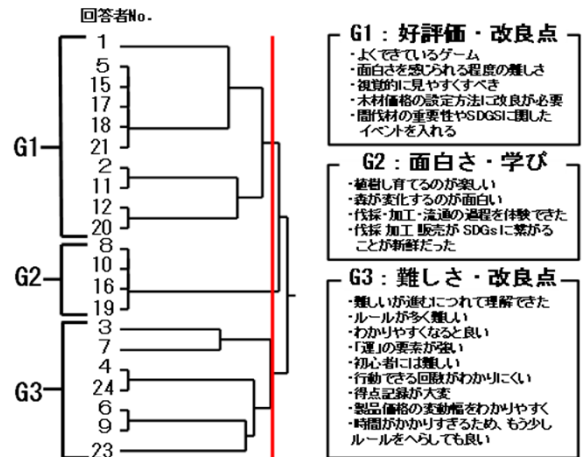 回答者No.
1
5
15
17
18
21
2
11
12
20
8
10
16
19
3
7
4
24
6
9
23
G1
G2
G3
G1：好評価・改良点
・よくできているゲーム
・面白さを感じられる程度の難しさ
・視覚的に見やすくすべき
・木材価格の設定方法に改良が必要
・間伐材の重要性やSDGSに関した
イベントを入れる
G2：面白さ・学び
・植樹し育てるのが楽しい
・森が変化するのが面白い
・伐採・加工・流通の過程を体験できた
・伐採 加工 販売が SDGsに繋がる
ことが新鮮だった
G3：難しさ・改良点
・難しいが進むにつれて理解できた
・ルールが多く難しい
・わかりやすくなると良い
・「運」の要素が強い
・初心者には難しい
・行動できる回数がわかりにくい
・得点記録が大変
・製品価格の変動幅をわかりやすく
・時間がかかりすぎるため、もう少し
ルールをへらしても良い